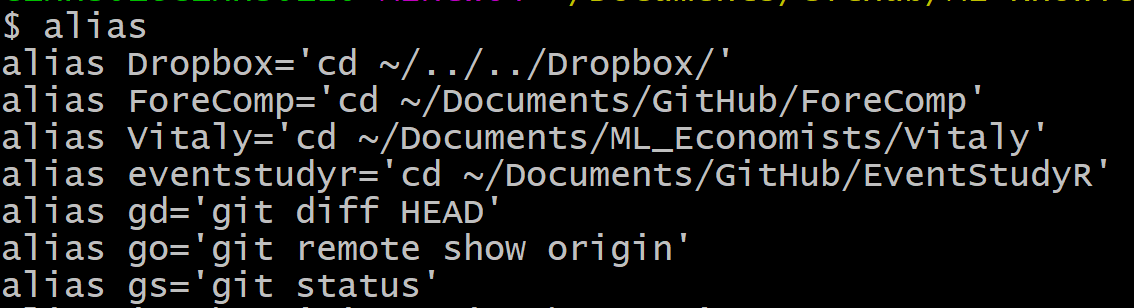 $ alias
alias Dropbox='cd ~/../../Dropbox/'
alias ForeComp='cd ~/Documents/GitHub/ForeComp'
alias Vitaly='cd ~/Documents/ML_Economists/Vitaly'
alias eventstudyr='cd ~/Documents/GitHub/EventStudyR'
alias gd='git diff HEAD'
alias go='git remote show origin'
alias gs='git status'